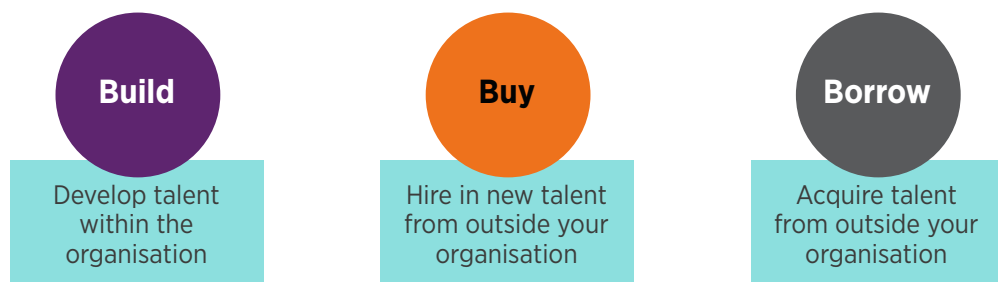 Build
Develop talent
within the
organisation
Buy
Hire in new talent
from outside your
organisation
Borrow
Acquire talent
from outside your
organisation